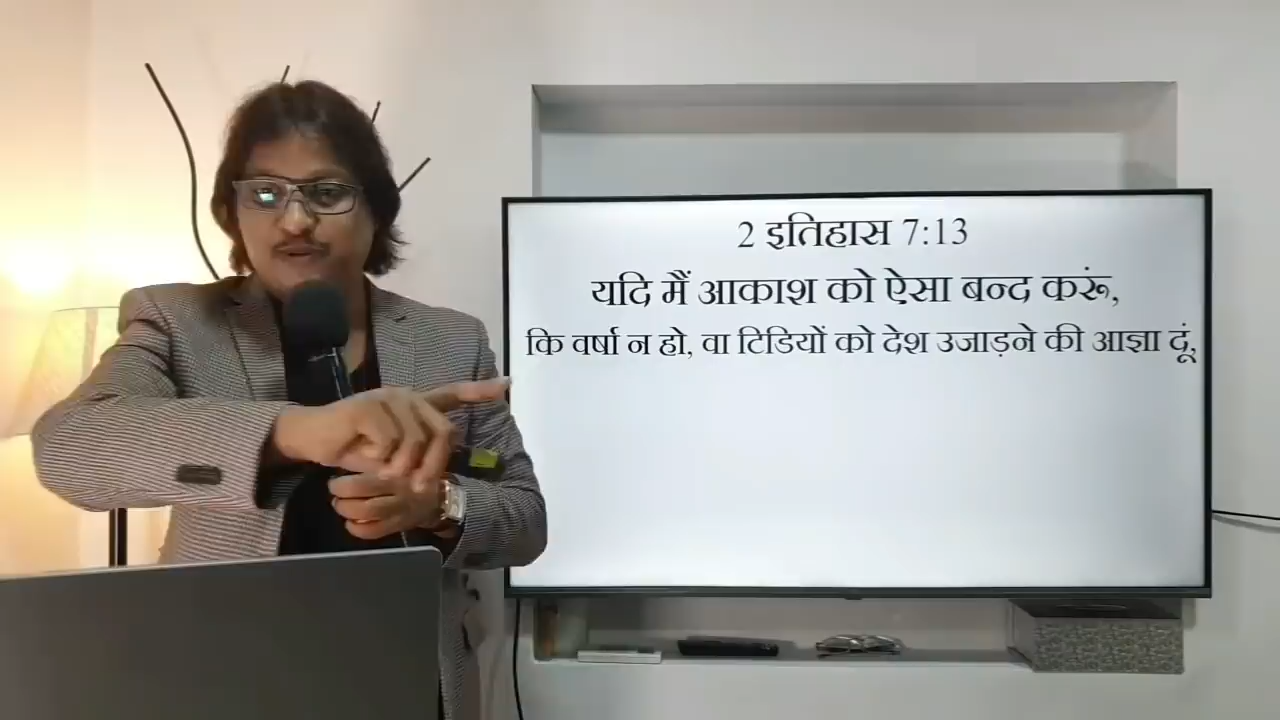 2 इतिहास 7:13
यदि मैं आकाश को ऐसा बन्द करूं,
कि वर्षा न हो, वा टिडियों को देश उजाड़ने की आज्ञा दूं,